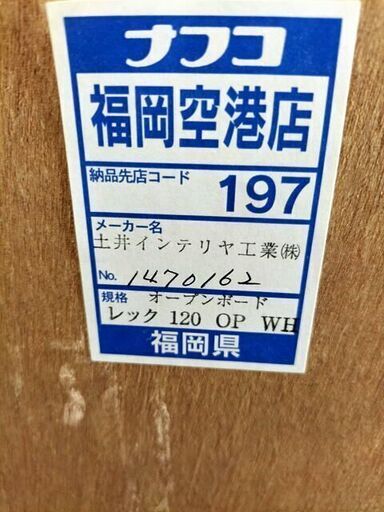 ナフコ
福岡空港店
納品先店コード 197
メーカー名
土井インテリヤ工業㈱
No. 1470162
規格 オープンボード
レック 120 OP WH
福岡県